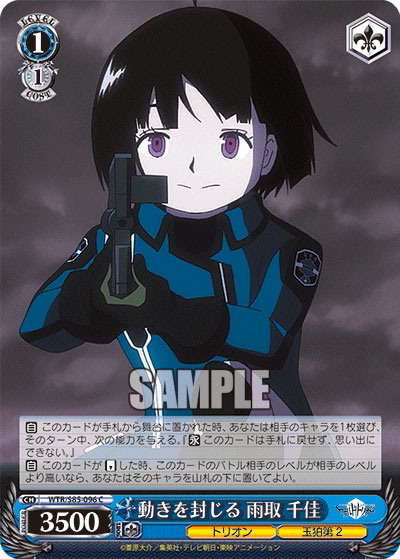 LEVEL
1
1
COST
SAMPLE
自 このカードが手札から舞台に置かれた時、あなたは相手のキャラを1枚選び、
そのターン中、次の能力を与える。『永 このカードは手札に戻せず、思い出
にできない。』
自 このカードが した時、このカードのバトル相手のレベルが相手のレベル
より高いなら、あなたはそのキャラを山札の下に置いてよい。
CH WTR/S85-096 C
3500
動きを封じる 雨取 千佳
トリオン
玉狛第2
©葦原大介／集英社・テレビ朝日・東映アニメーション